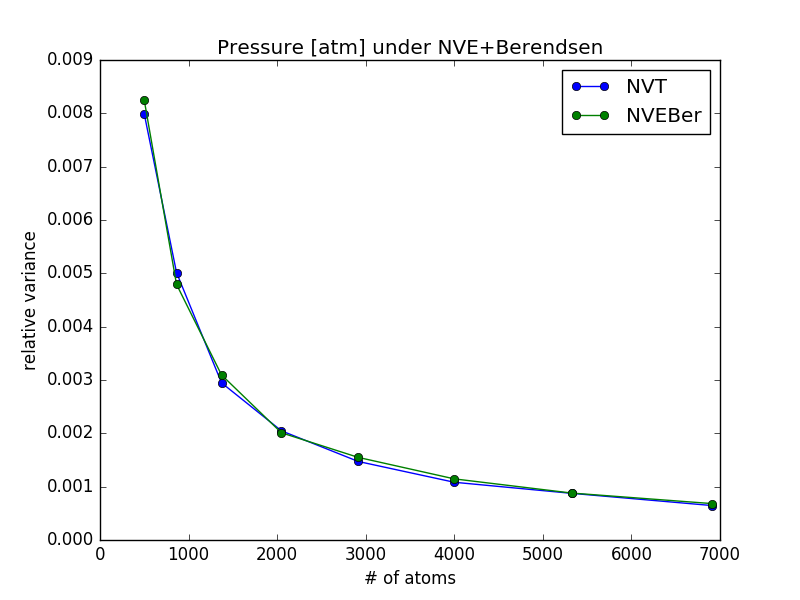 Pressure [atm] under NVE+Berendsen
0.009
0.008
0.007
0.006
0.005
0.004
0.003
0.002
0.001
0.000
relative variance
NVT
NVEBer
0 1000 2000 3000 4000 5000 6000 7000
# of atoms